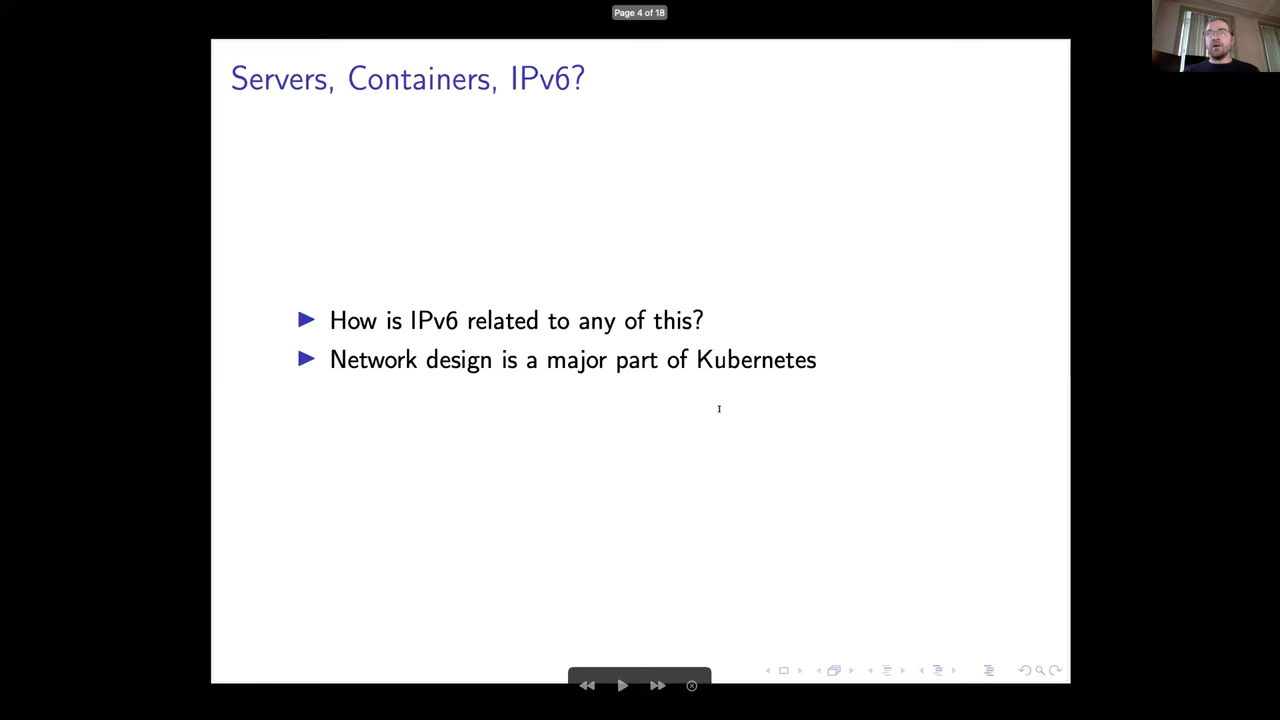 Page 4 of 18
Servers, Containers, IPv6?
How is IPv6 related to any of this?
Network design is a major part of Kubernetes